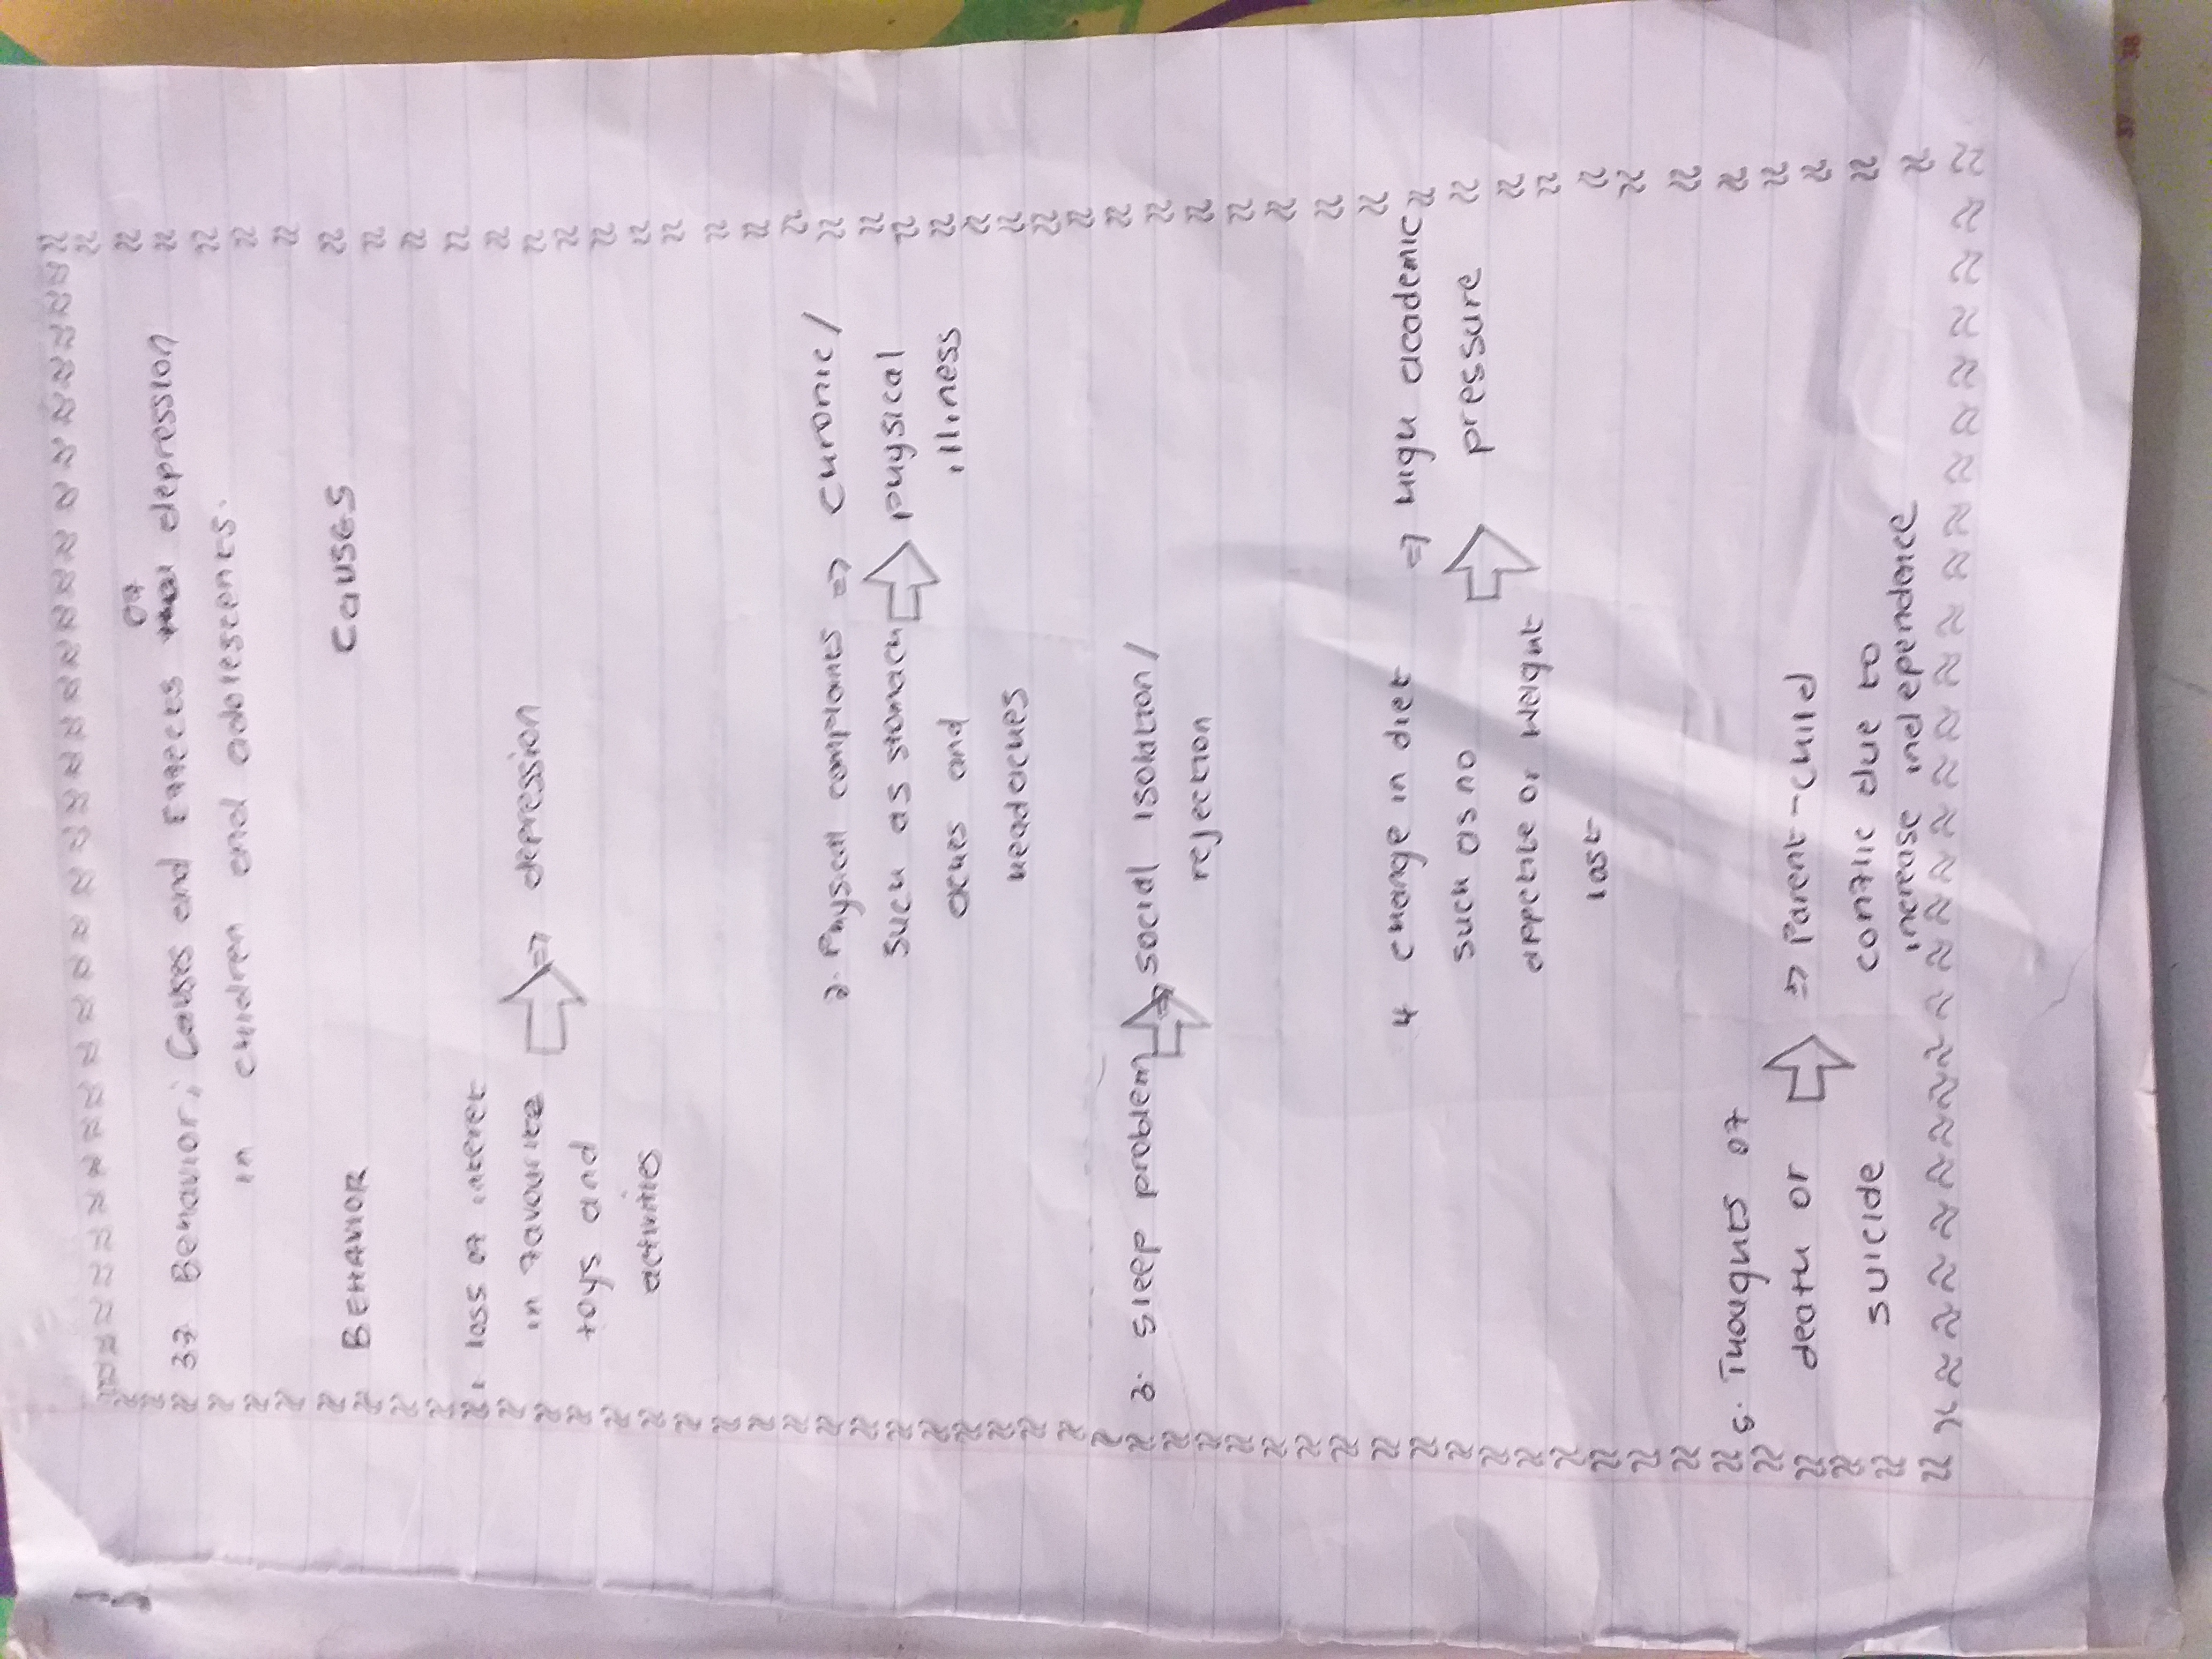 of
37 Behavior, Causes and Effects depression
in children and adolescents.
BEHAVIOR CAUSES
1. loss of interet
in favourite => depression
toys and
activities
2. Physical complaints => chronic/
such as stomach physical
aches and illiness
headaches
3. sleep problem => social isolation/
rejection
4 change in diet => High academic
such as no pressure
appetite or weight
lost
5. Thoughts of
death or => Parent-child
suicide conflic due to
increase independence
37 38